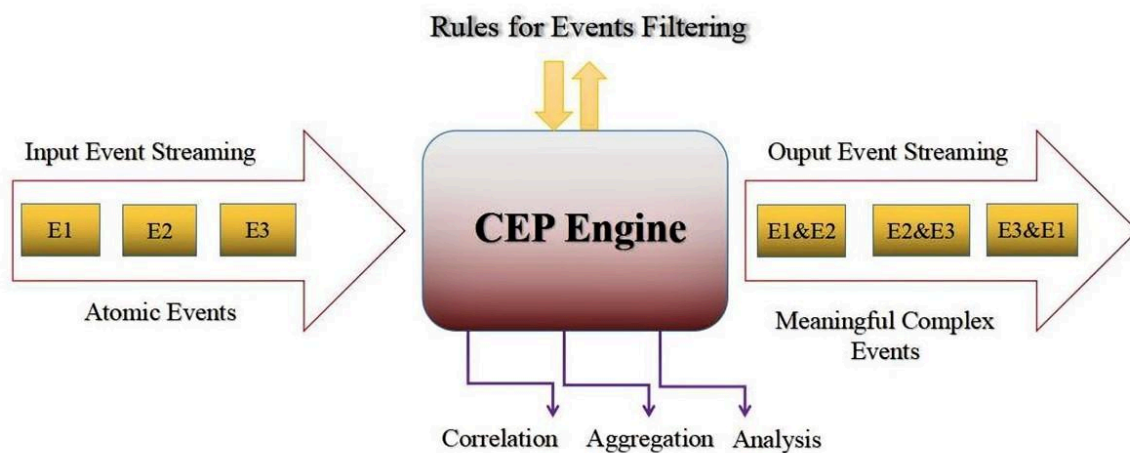 Rules for Events Filtering
Input Event Streaming
E1
E2
E3
Atomic Events
CEP Engine
Ouput Event Streaming
E1&E2
E2&E3
E3&E1
Meaningful Complex
Events
Correlation
Aggregation
Analysis